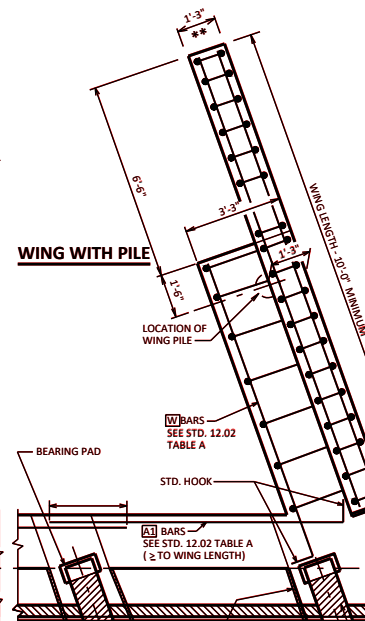 1'-3"
**
6'-6"
3'-3"
WING LENGTH - 10'-0" MINIMUM
WING WITH PILE
1'-3"
1'-6"
LOCATION OF
WING PILE
W BARS
SEE STD. 12.02
TABLE A
BEARING PAD
STD. HOOK
A1 BARS
SEE STD. 12.02 TABLE A
( ≥ TO WING LENGTH)